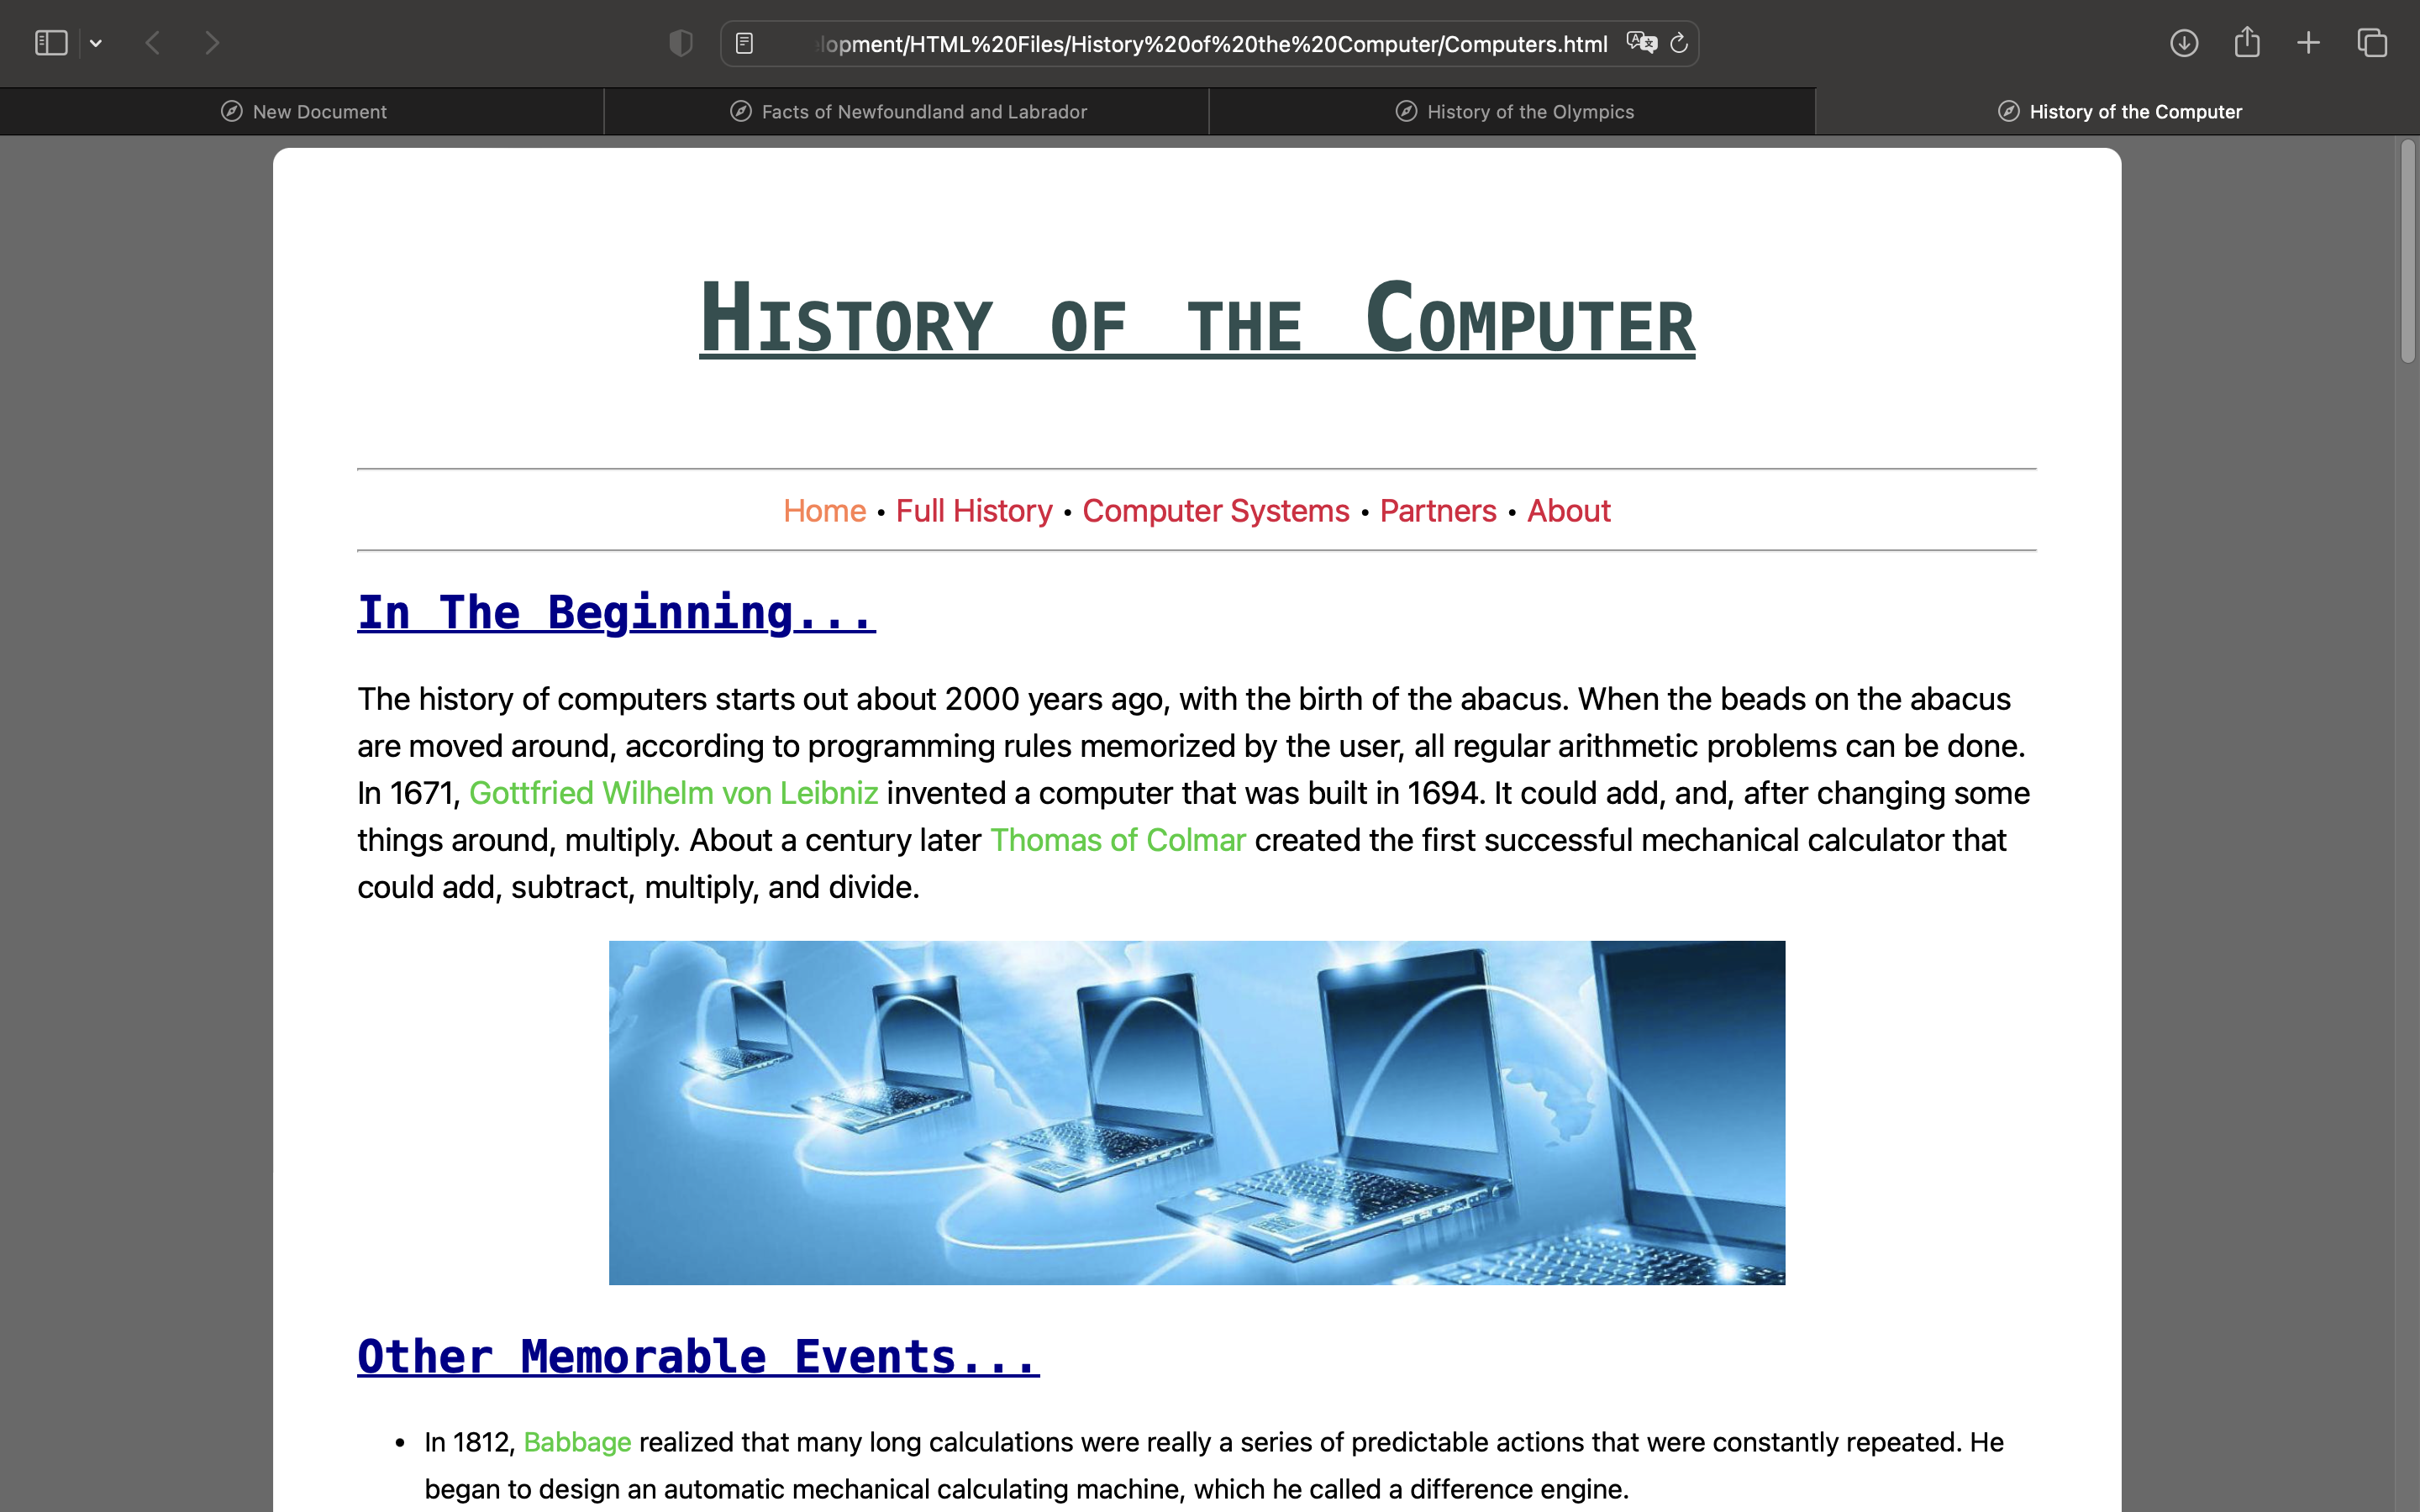 lopment/HTML%20Files/History%20of%20the%20Computer/Computers.html
New Document
Facts of Newfoundland and Labrador
History of the Olympics
History of the Computer
History of the Computer
Home • Full History • Computer Systems • Partners • About
In The Beginning...
The history of computers starts out about 2000 years ago, with the birth of the abacus. When the beads on the abacus
are moved around, according to programming rules memorized by the user, all regular arithmetic problems can be done.
In 1671, Gottfried Wilhelm von Leibniz invented a computer that was built in 1694. It could add, and, after changing some
things around, multiply. About a century later Thomas of Colmar created the first successful mechanical calculator that
could add, subtract, multiply, and divide.
Other Memorable Events...
• In 1812, Babbage realized that many long calculations were really a series of predictable actions that were constantly repeated. He
began to design an automatic mechanical calculating machine, which he called a difference engine.